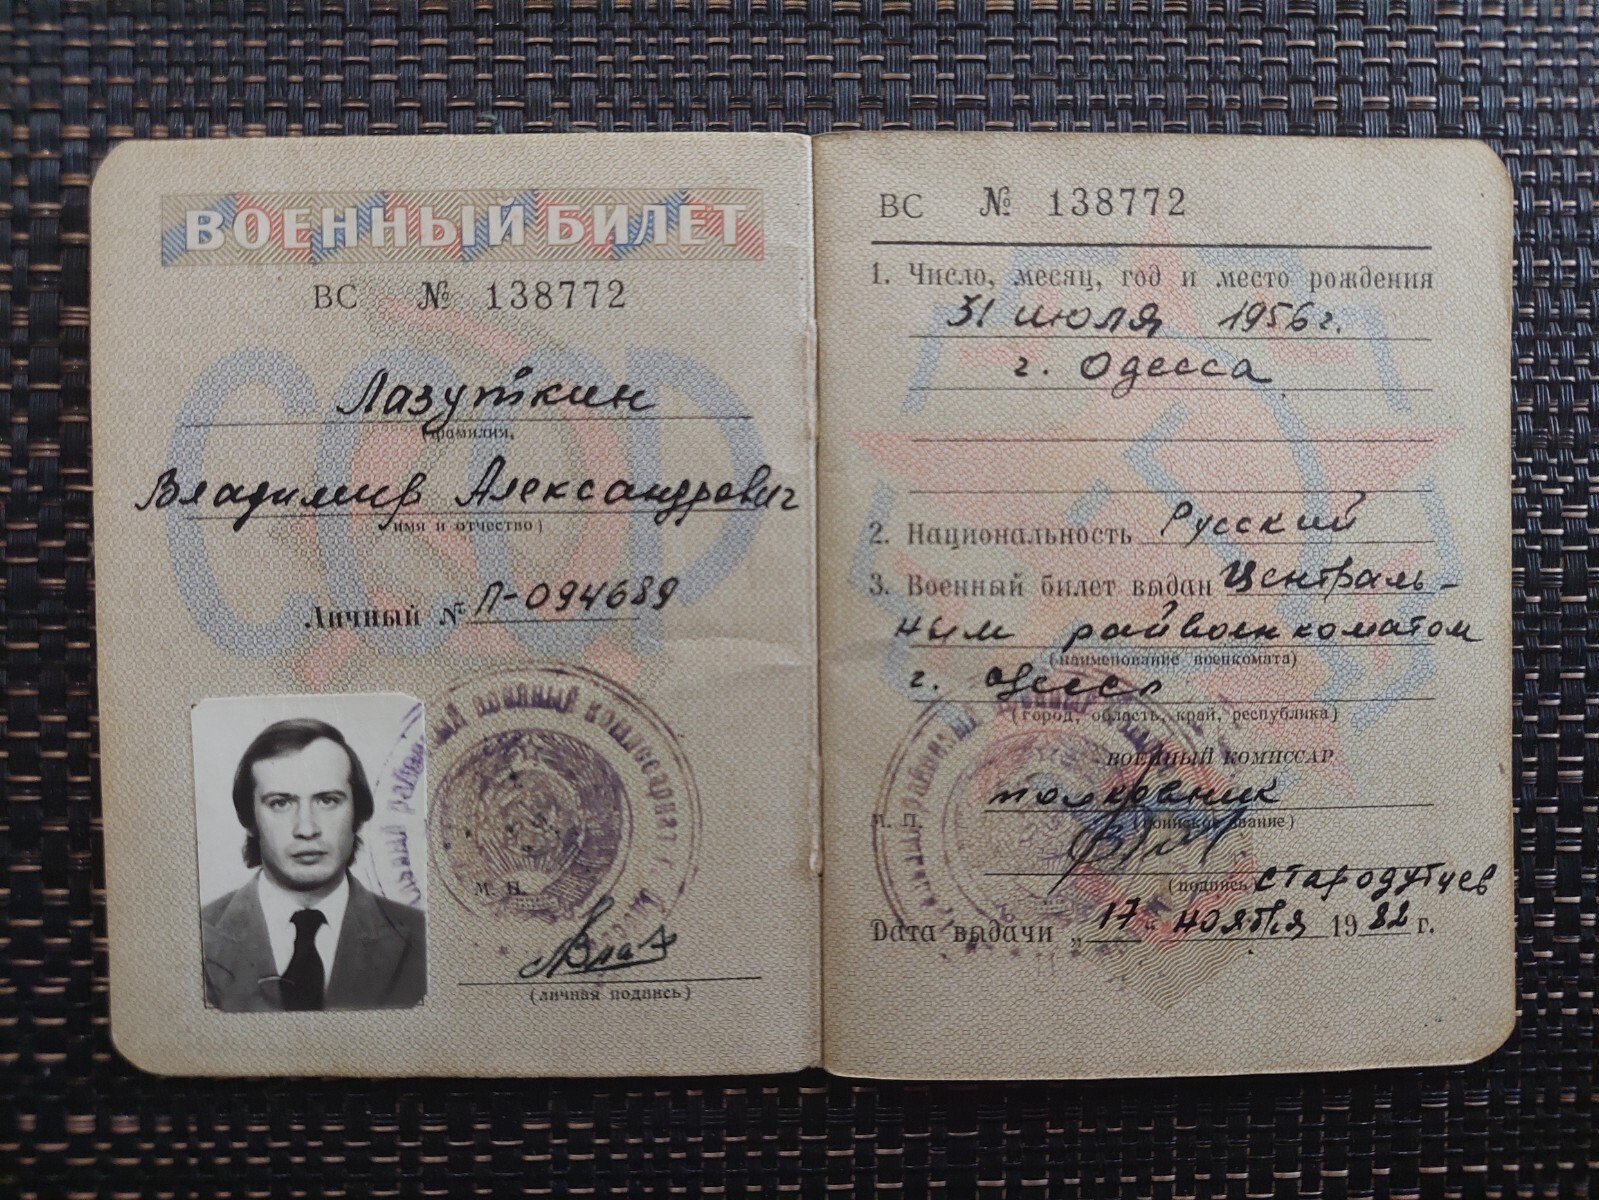 ВОЕННЫЙ БИЛЕТ
ВС № 138772
Лазуткин
(фамилия)
Владимир Александрович
(имя и отчество)
Личный № П-094689
М. П.
(личная подпись)
ВС № 138772
1. Число, месяц, год и место рождения
31 июля 1956 г.
г. Одесса
2. Национальность Русский
3. Военный билет выдан Централь-
ным райвоенкоматом
(наименование военкомата)
г. Одессы
(город, область, край, республика)
ВОЕННЫЙ КОМИССАР
полковник
М. П. (воинское звание)
(подпись)
Дата выдачи „17“ ноября 1982 г.